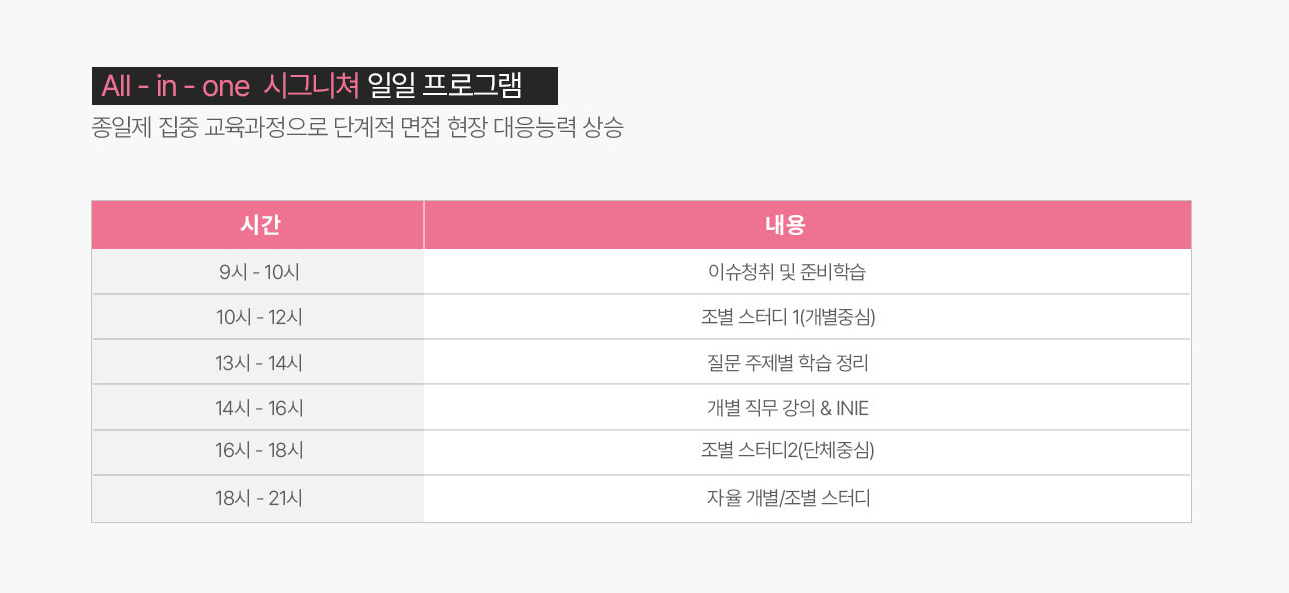 All - in - one 시그니쳐 일일 프로그램
종일제 집중 교육과정으로 단계적 면접 현장 대응능력 상승
시간 내용
9시 - 10시 이슈청취 및 준비학습
10시 - 12시 조별 스터디 1(개별중심)
13시 - 14시 질문 주제별 학습 정리
14시 - 16시 개별 직무 강의 & INIE
16시 - 18시 조별 스터디2(단체중심)
18시 - 21시 자율 개별/조별 스터디